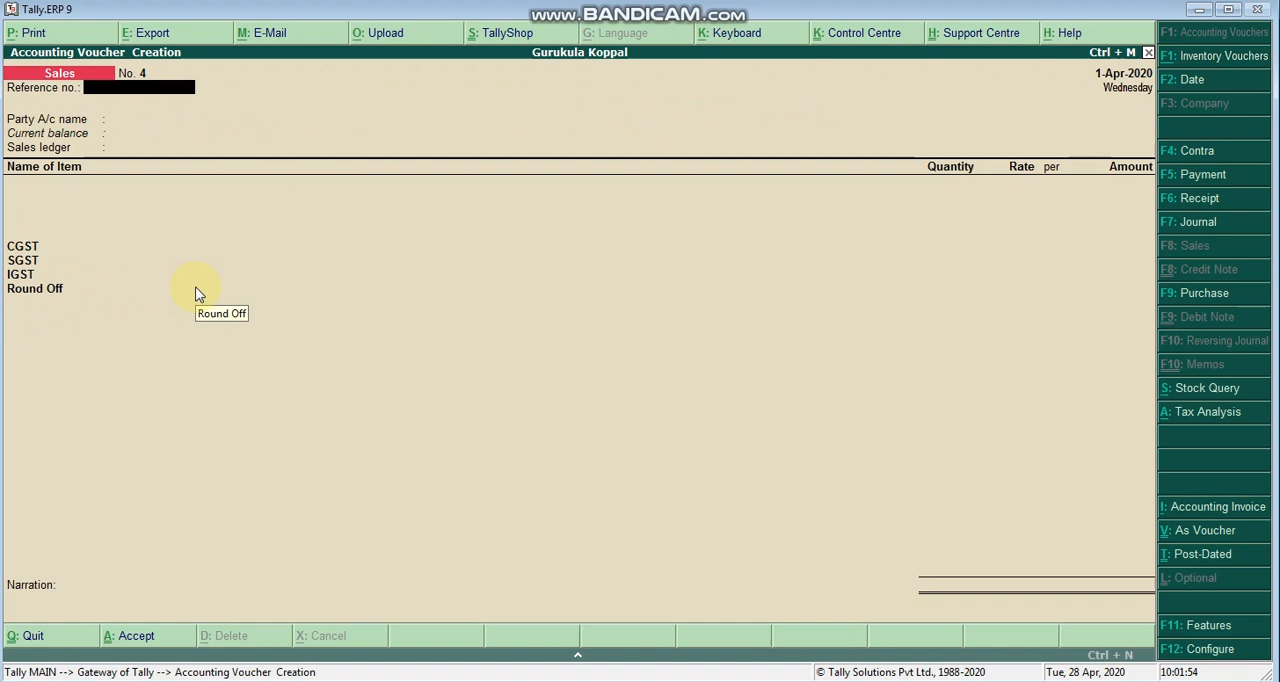 Tally.ERP 9
www.BANDICAM.com
P: Print
E: Export
M: E-Mail
O: Upload
S: TallyShop
G: Language
K: Keyboard
K: Control Centre
H: Support Centre
H: Help
Accounting Voucher Creation
Gurukula Koppal
Ctrl + M
Sales No. 4
1-Apr-2020
Reference no.:
Wednesday
Party A/c name :
Current balance :
Sales ledger :
Name of Item Quantity Rate per Amount
CGST
SGST
IGST
Round Off
Round Off
Narration:
F1: Accounting Vouchers
F1: Inventory Vouchers
F2: Date
F3: Company
F4: Contra
F5: Payment
F6: Receipt
F7: Journal
F8: Sales
F8: Credit Note
F9: Purchase
F9: Debit Note
F10: Reversing Journal
F10: Memos
S: Stock Query
A: Tax Analysis
I: Accounting Invoice
V: As Voucher
T: Post-Dated
L: Optional
F11: Features
F12: Configure
Q: Quit
A: Accept
D: Delete
X: Cancel
Ctrl + N
Tally MAIN --> Gateway of Tally --> Accounting Voucher Creation
© Tally Solutions Pvt Ltd., 1988-2020
Tue, 28 Apr, 2020
10:01:54